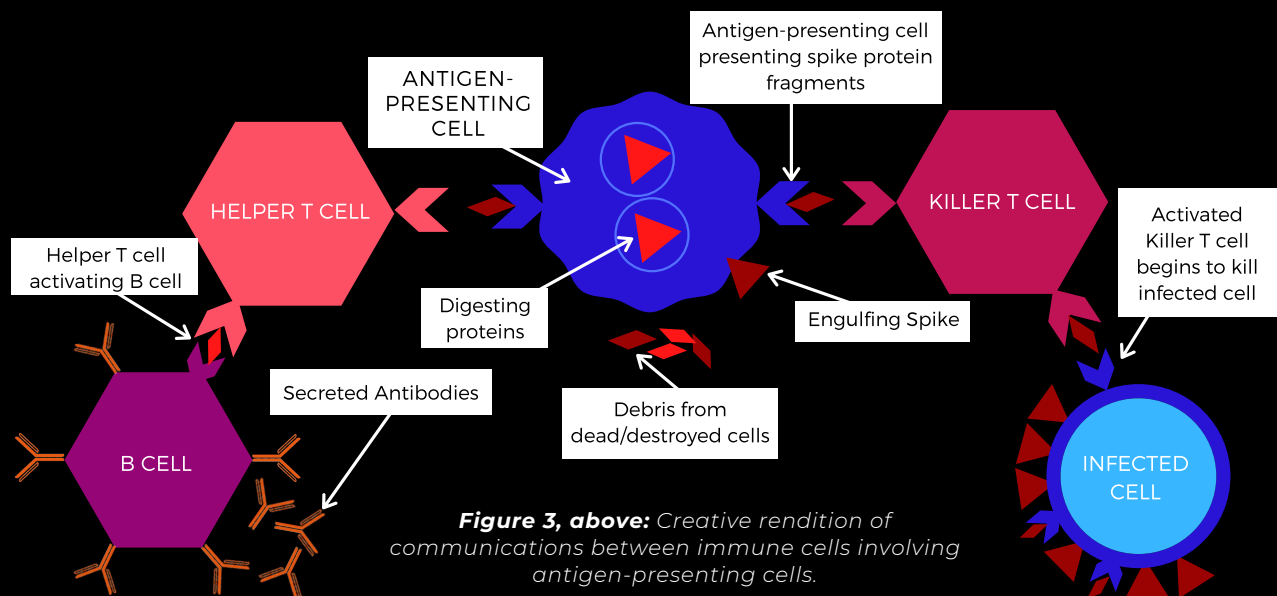 Antigen-presenting cell
presenting spike protein
fragments
ANTIGEN-
PRESENTING
CELL
HELPER T CELL
KILLER T CELL
Activated
Killer T cell
begins to kill
infected cell
Helper T cell
activating B cell
Digesting
proteins
Engulfing Spike
Secreted Antibodies
Debris from
dead/destroyed cells
B CELL
INFECTED
CELL
Figure 3, above: Creative rendition of
communications between immune cells involving
antigen-presenting cells.